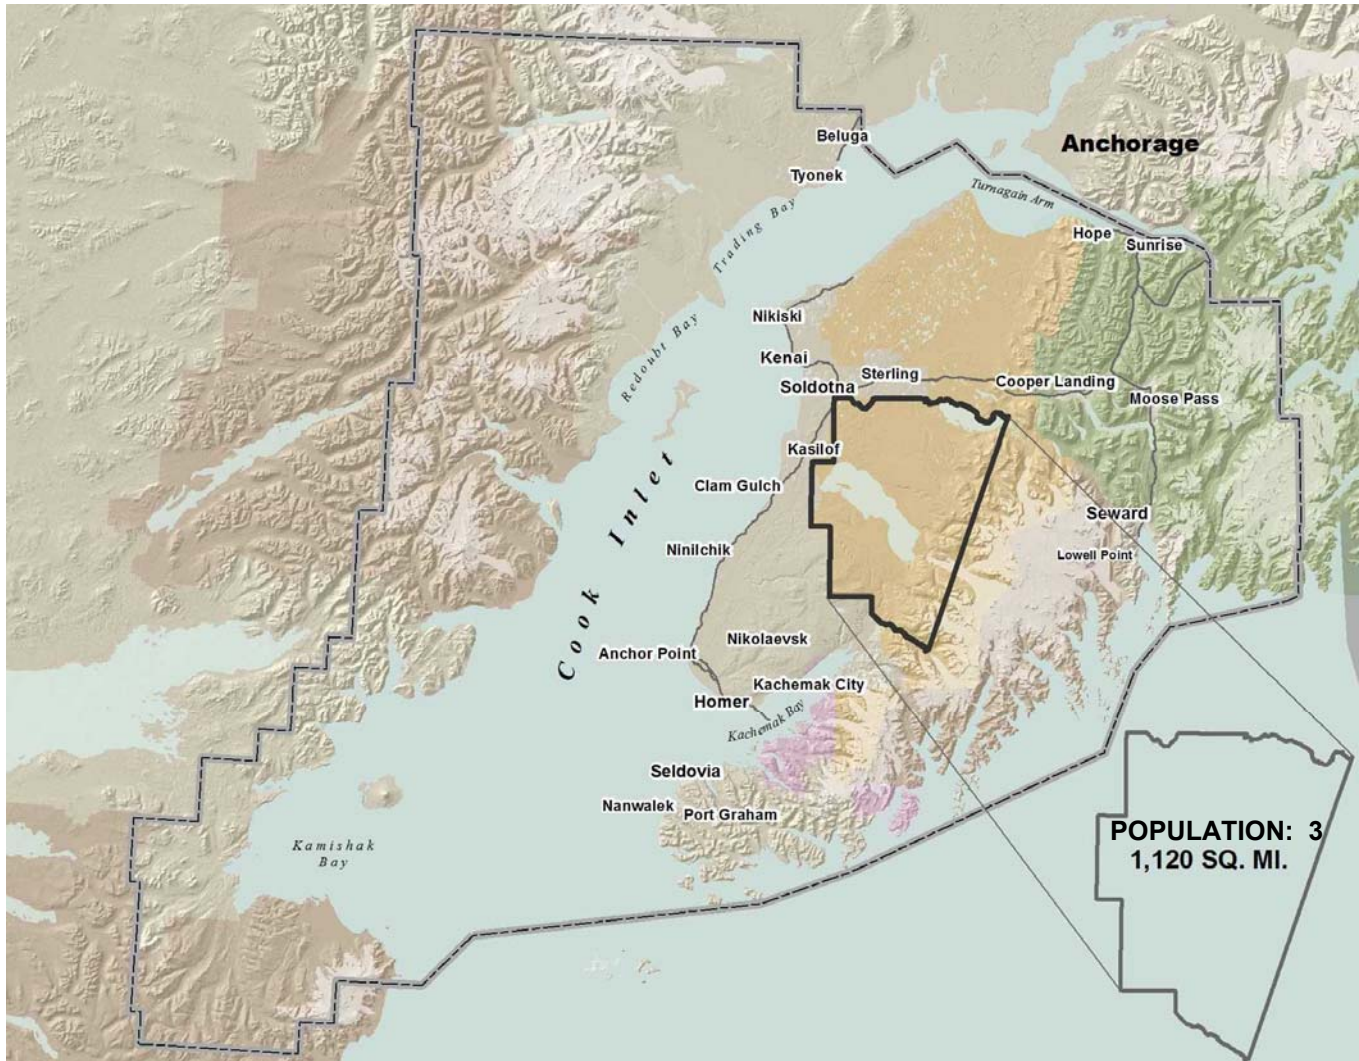 Beluga
Anchorage
Tyonek
Turnagain Arm
Trading Bay
Hope
Sunrise
Nikiski
Redoubt Bay
Kenai
Sterling
Soldotna
Cooper Landing
Moose Pass
Kasilof
Clam Gulch
Cook Inlet
Seward
Ninilchik
Lowell Point
Nikolaevsk
Anchor Point
Kachemak City
Homer
Kachemak Bay
Seldovia
Nanwalek
Port Graham
Kamishak
Bay
POPULATION: 3
1,120 SQ. MI.